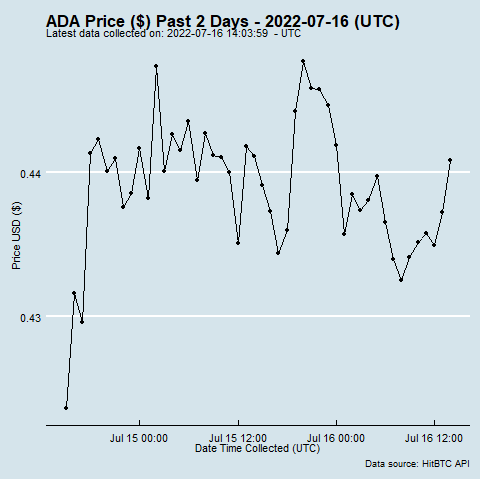 ADA Price ($) Past 2 Days - 2022-07-16 (UTC)
Latest data collected on: 2022-07-16 14:03:59 - UTC
0.44
0.43
Price USD ($)
Jul 15 00:00 Jul 15 12:00 Jul 16 00:00 Jul 16 12:00
Date Time Collected (UTC)
Data source: HitBTC API